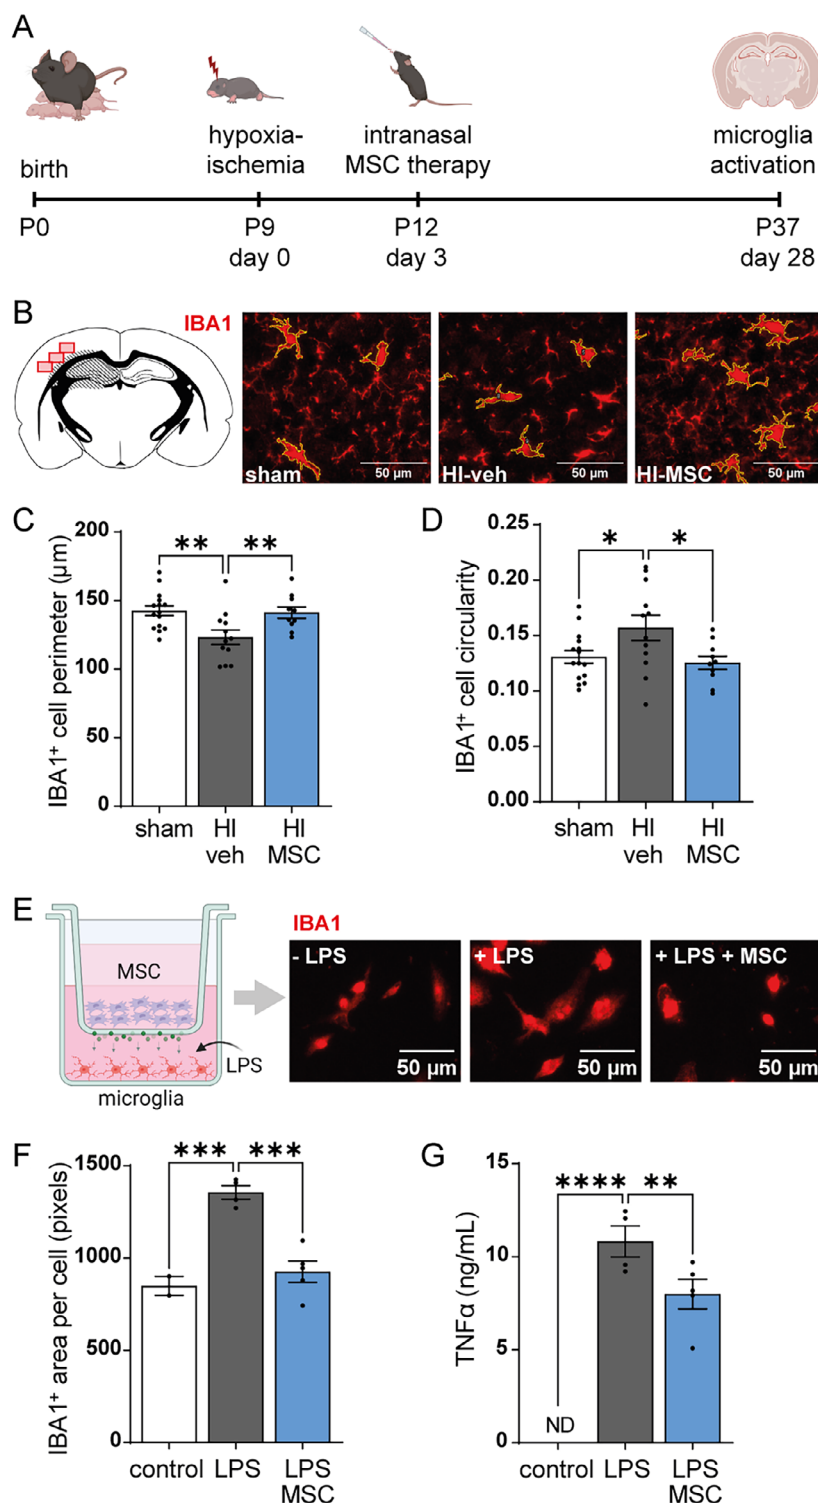 A
birth
hypoxia-
ischemia
intranasal
MSC therapy
microglia
activation
P0
P9
day 0
P12
day 3
P37
day 28
B
IBA1
sham
50 µm
HI-veh
50 µm
HI-MSC
50 µm
C
IBA1⁺ cell perimeter (µm)
200
150
100
50
0
** **
sham
HI
veh
HI
MSC
D
IBA1⁺ cell circularity
0.25
0.20
0.15
0.10
0.05
0.00
* *
sham
HI
veh
HI
MSC
E
MSC
LPS
microglia
IBA1
- LPS
50 µm
+ LPS
50 µm
+ LPS + MSC
50 µm
F
IBA1⁺ area per cell (pixels)
1500
1000
500
0
*** ***
control
LPS
LPS
MSC
G
TNFα (ng/mL)
15
10
5
0
**** **
ND
control
LPS
LPS
MSC